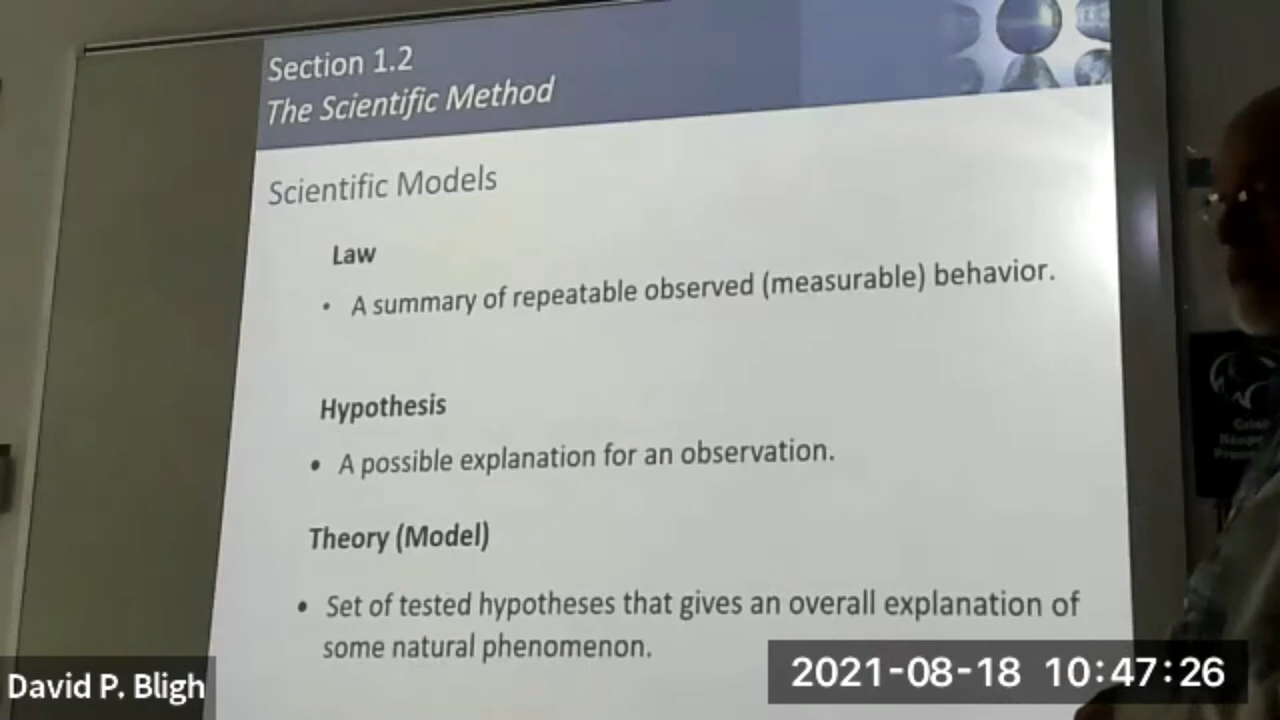 Section 1.2
The Scientific Method
Scientific Models
Law
• A summary of repeatable observed (measurable) behavior.
Hypothesis
• A possible explanation for an observation.
Theory (Model)
• Set of tested hypotheses that gives an overall explanation of
some natural phenomenon.
David P. Bligh
2021-08-18 10:47:26